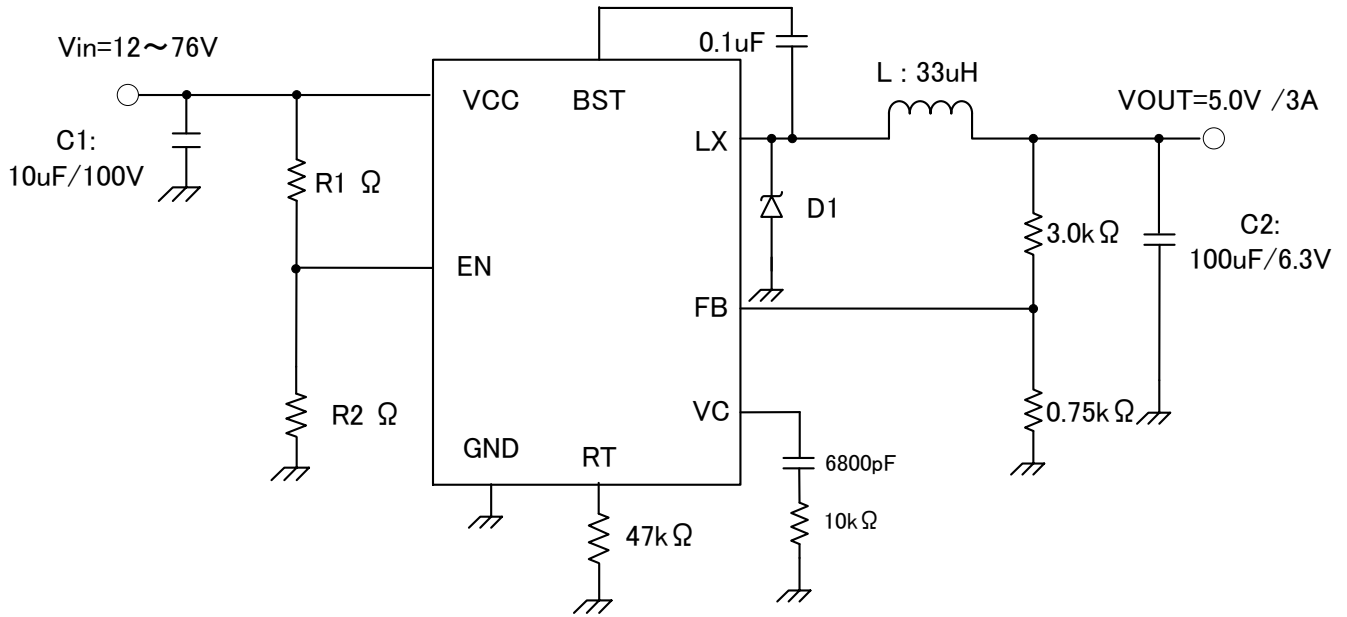 Vin=12～76V
C1:
10uF/100V
R1 Ω
R2 Ω
VCC
BST
EN
GND
RT
LX
FB
VC
0.1uF
L : 33uH
VOUT=5.0V /3A
D1
3.0kΩ
C2:
100uF/6.3V
0.75kΩ
6800pF
10kΩ
47kΩ